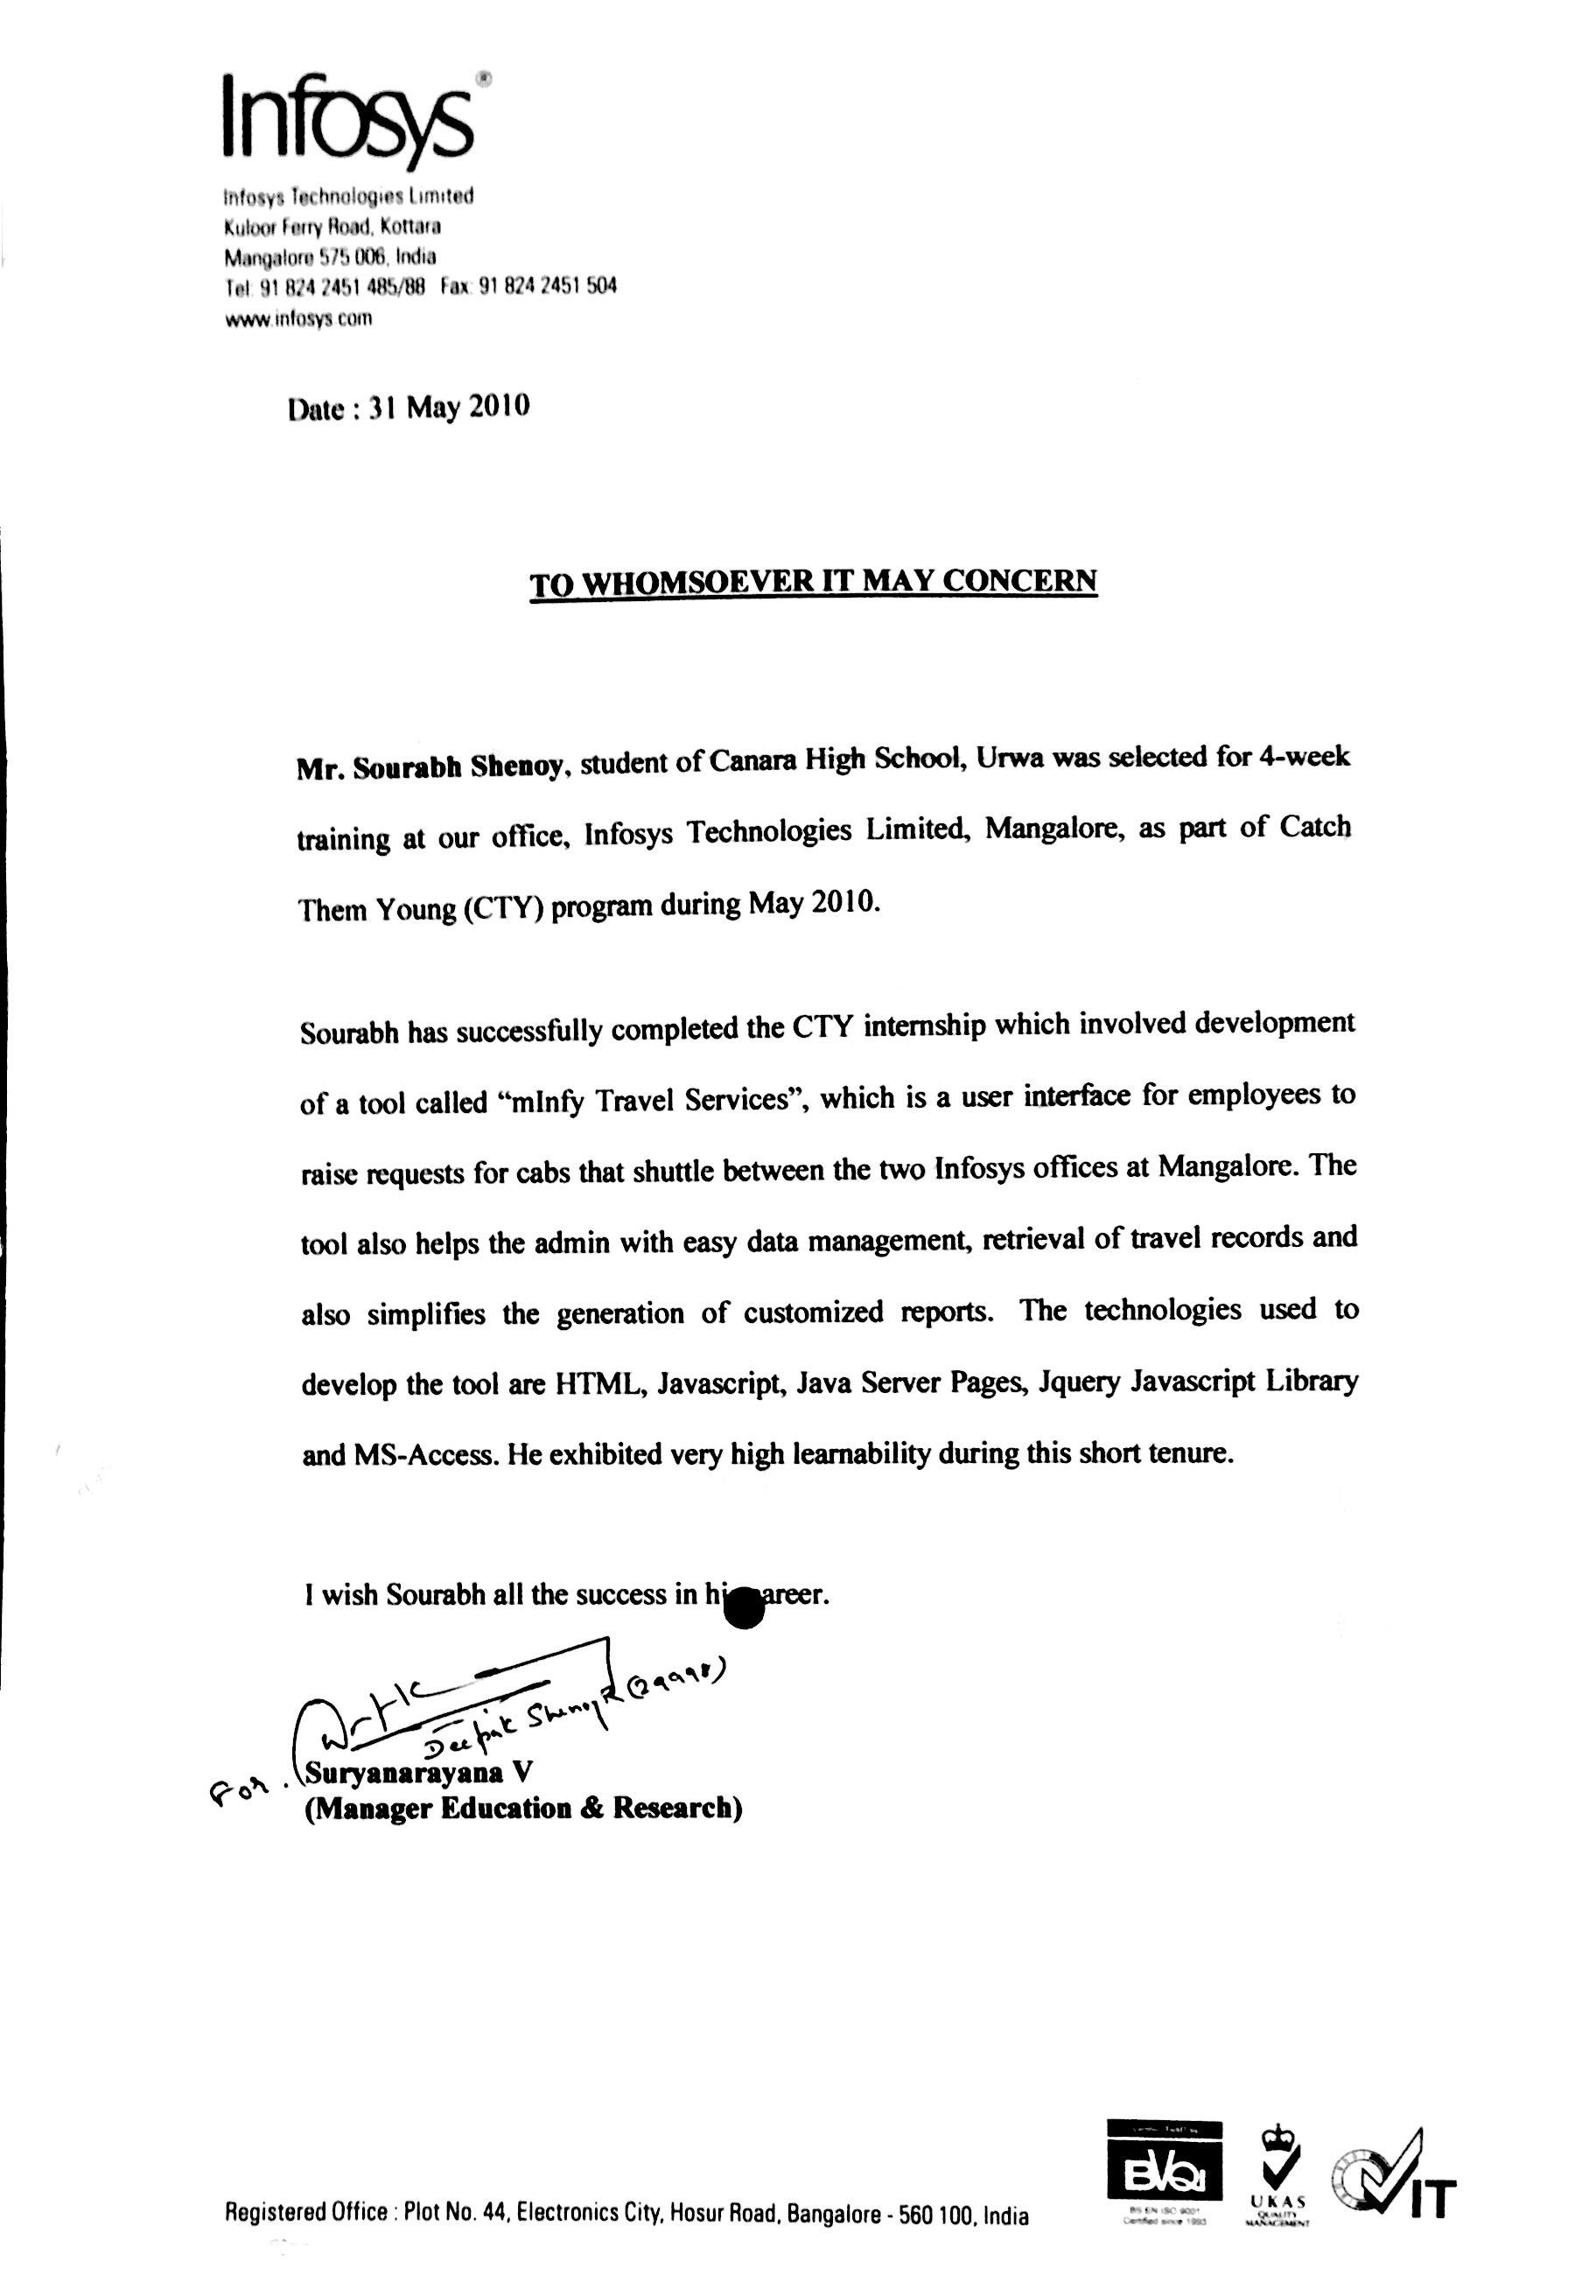 Infosys®
Infosys Technologies Limited
Kuloor Ferry Road, Kottara
Mangalore 575 006, India
Tel 91 824 2451 485/88 Fax 91 824 2451 504
www.infosys.com
Date : 31 May 2010
TO WHOMSOEVER IT MAY CONCERN
Mr. Sourabh Shenoy, student of Canara High School, Urwa was selected for 4-week
training at our office, Infosys Technologies Limited, Mangalore, as part of Catch
Them Young (CTY) program during May 2010.
Sourabh has successfully completed the CTY internship which involved development
of a tool called “mInfy Travel Services”, which is a user interface for employees to
raise requests for cabs that shuttle between the two Infosys offices at Mangalore. The
tool also helps the admin with easy data management, retrieval of travel records and
also simplifies the generation of customized reports. The technologies used to
develop the tool are HTML, Javascript, Java Server Pages, Jquery Javascript Library
and MS-Access. He exhibited very high learnability during this short tenure.
I wish Sourabh all the success in hi areer.
Deepak Shenoy R
For. Suryanarayana V
(Manager Education & Research)
Registered Office : Plot No. 44, Electronics City, Hosur Road, Bangalore - 560 100, India
BVQI
BS EN ISO 9001
Certified since 1993
UKAS
QUALITY
MANAGEMENT
IT